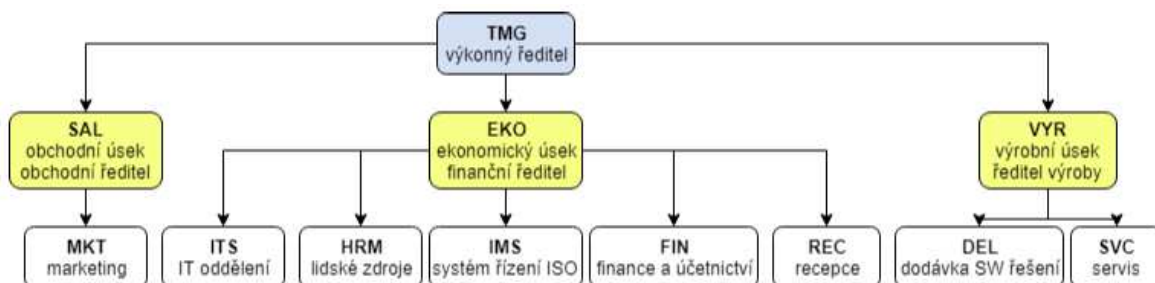 TMG
výkonný ředitel
SAL
obchodní úsek
obchodní ředitel
EKO
ekonomický úsek
finanční ředitel
VYR
výrobní úsek
ředitel výroby
MKT
marketing
ITS
IT oddělení
HRM
lidské zdroje
IMS
systém řízení ISO
FIN
finance a účetnictví
REC
recepce
DEL
dodávka SW řešení
SVC
servis